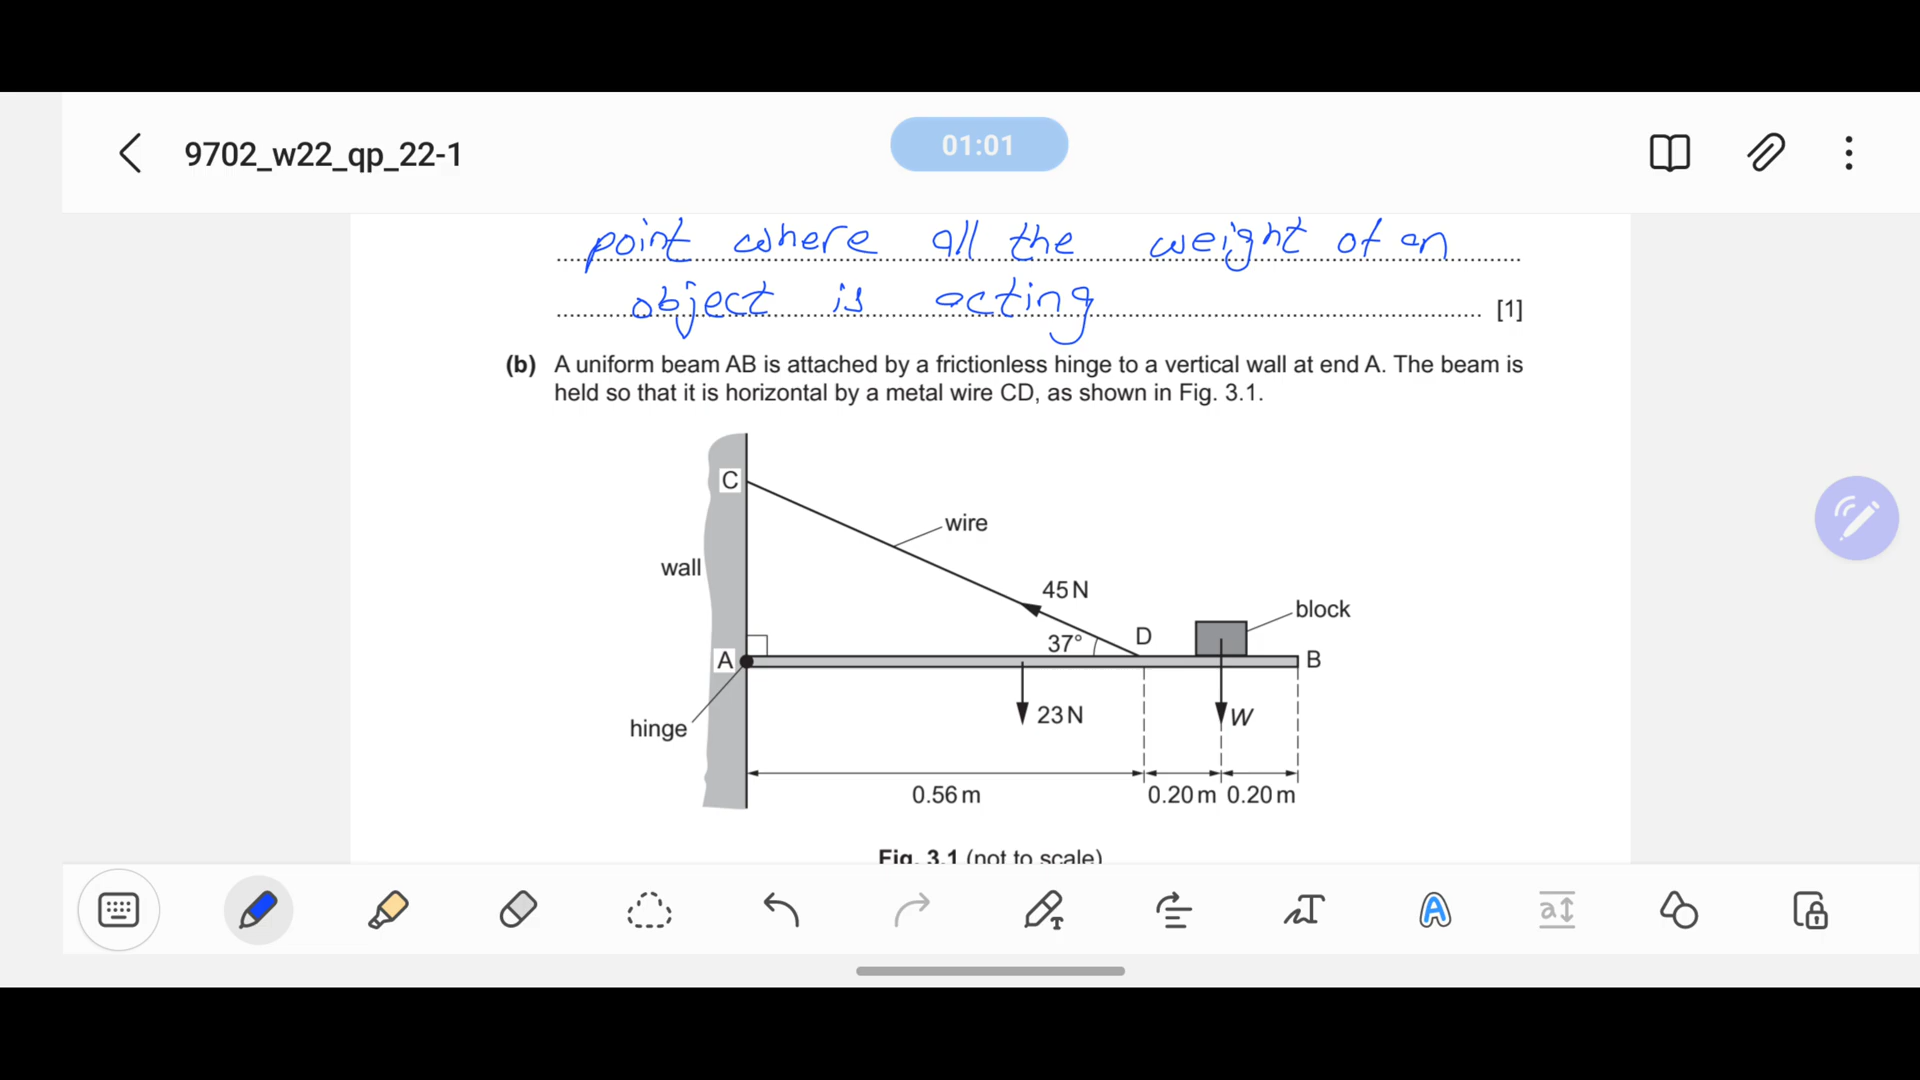 9702_w22_qp_22-1
01:01
point where all the weight of an
object is acting [1]
(b) A uniform beam AB is attached by a frictionless hinge to a vertical wall at end A. The beam is
held so that it is horizontal by a metal wire CD, as shown in Fig. 3.1.
C
wire
wall
45 N
block
37°
D
A
B
23 N
W
hinge
0.56 m
0.20 m
0.20 m
Fig. 3.1 (not to scale)